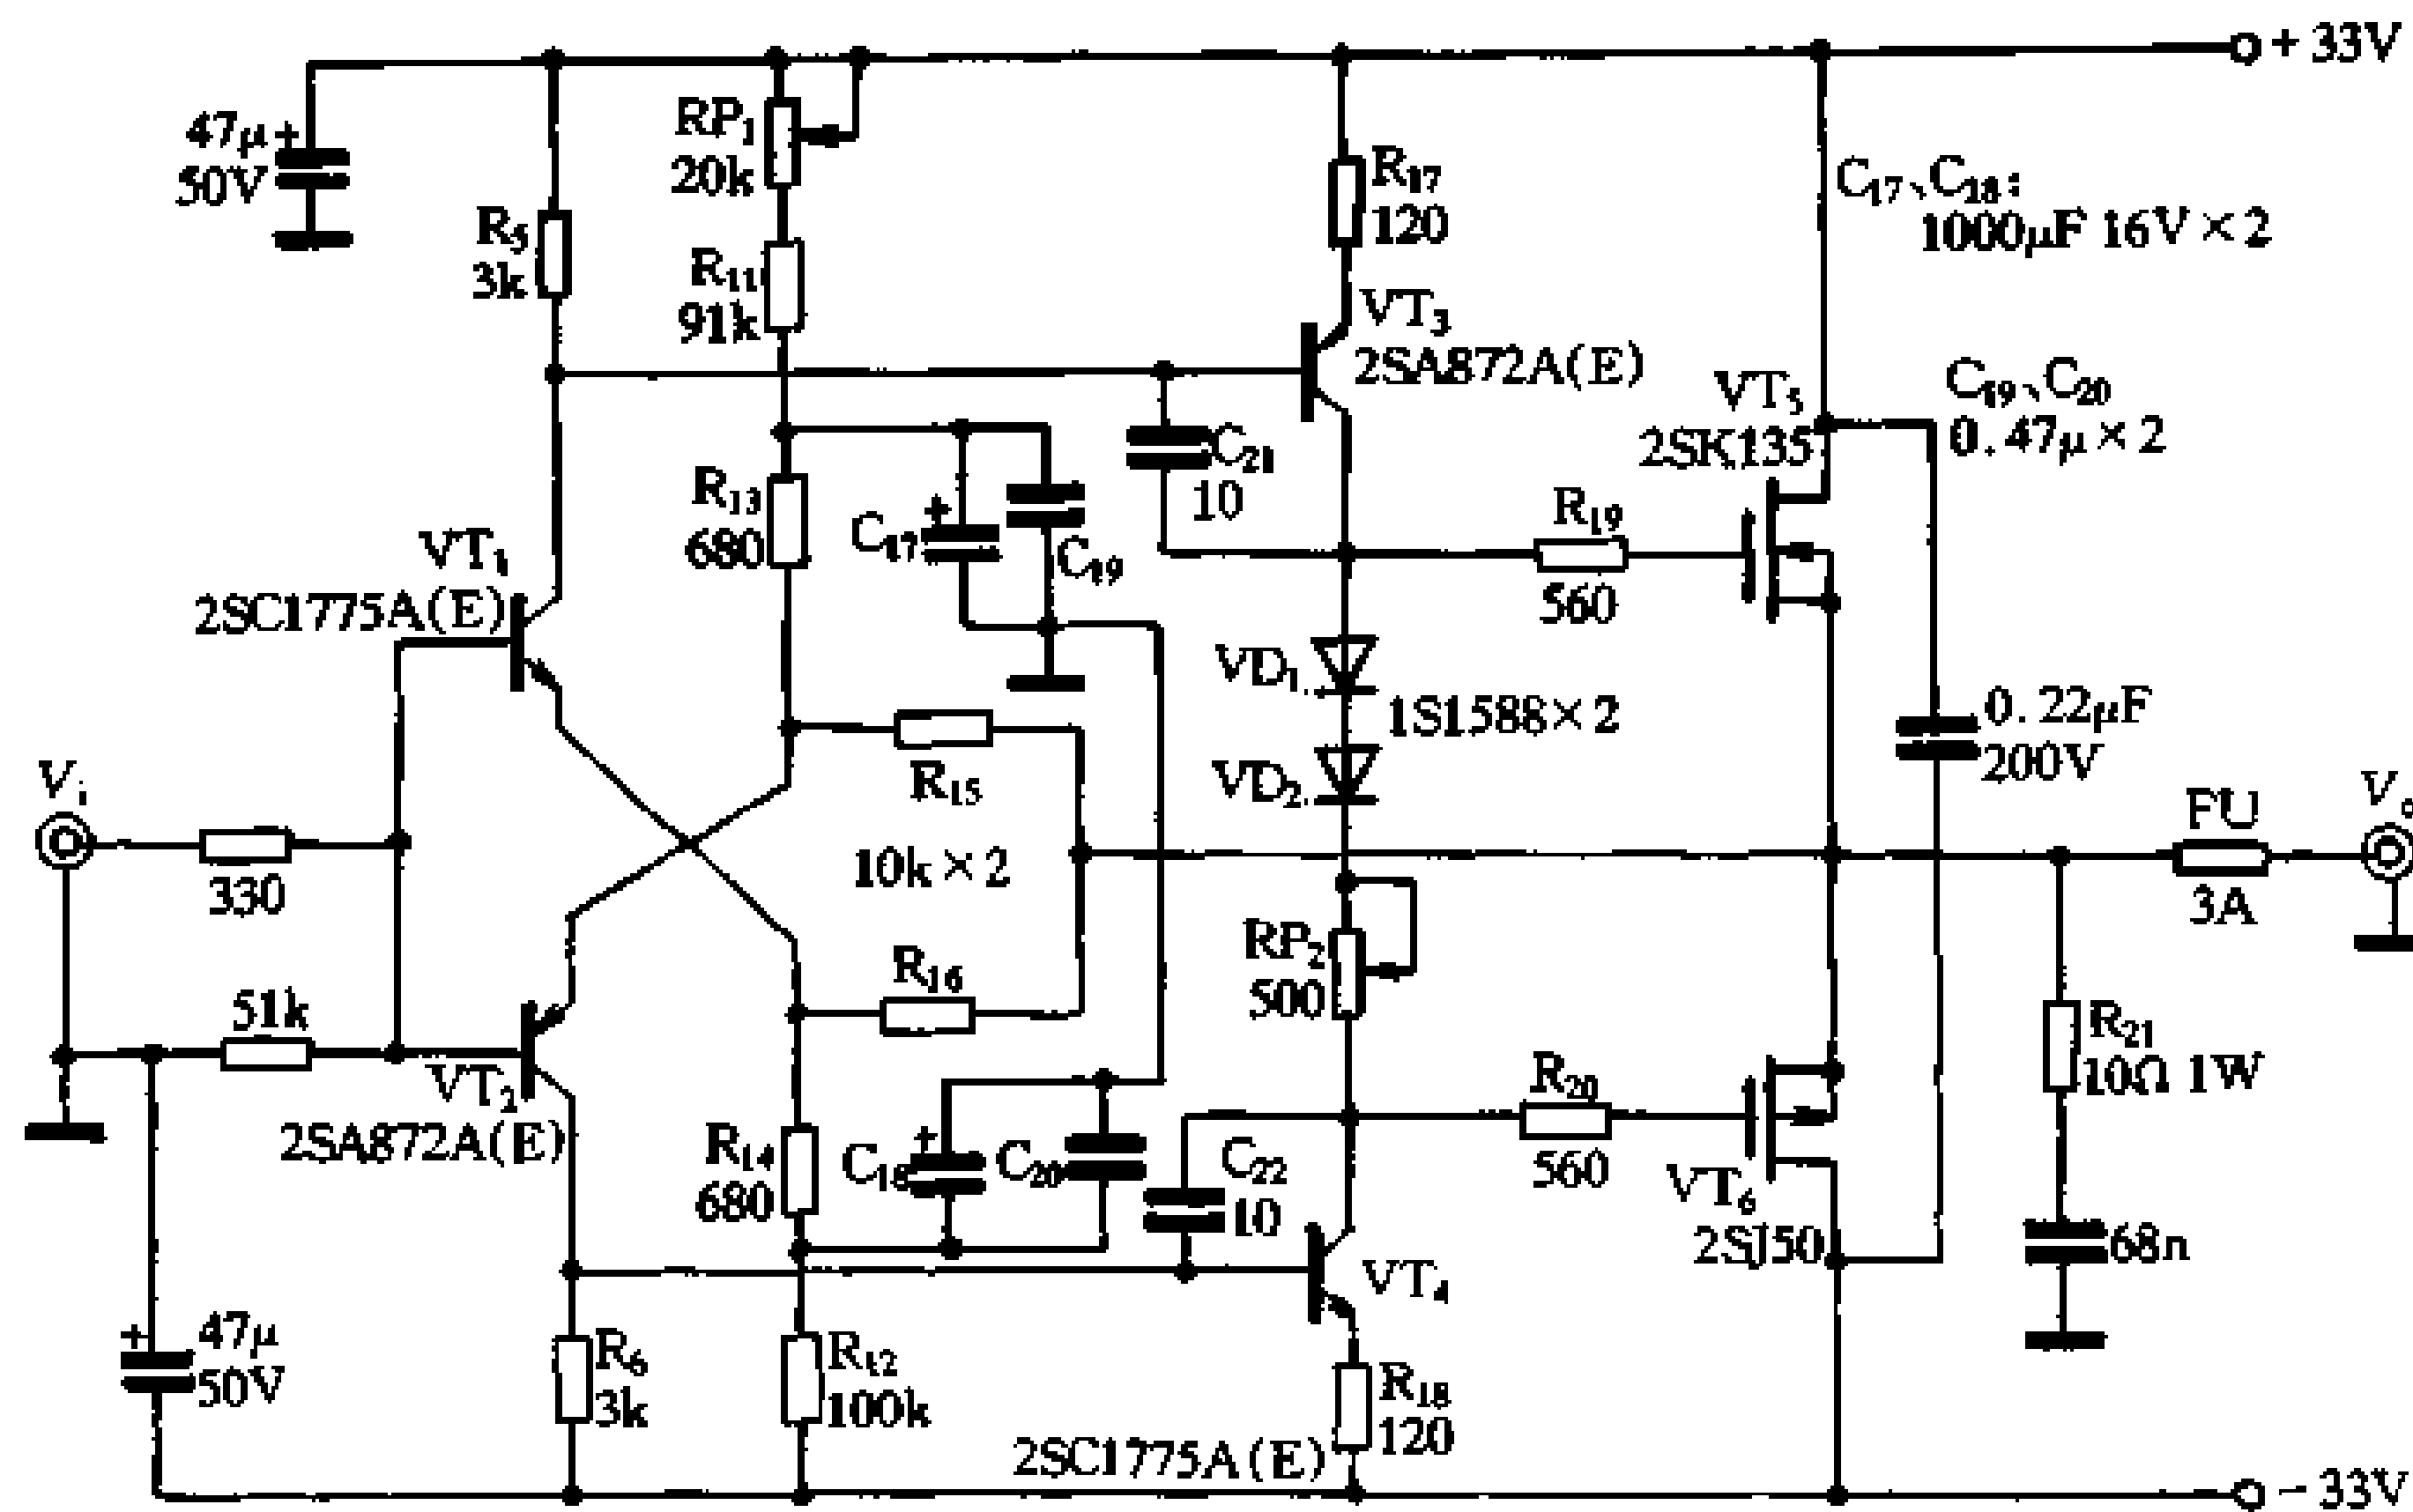 + 33V
47μ +
50V
RP₁
20k
R₁₇
120
C₁₇、C₁₈:
1000μF 16V×2
R₅
3k
R₁₁
91k
VT₃
2SA872A(E)
VT₅
2SK135
C₁₉、C₂₀
0.47μ×2
C₂₁
10
R₁₃
680
C₁₇
+
C₁₉
R₁₉
560
VT₁
2SC1775A(E)
VD₁
1S1588×2
VD₂
R₁₅
10k×2
0.22μF
200V
Vᵢ
330
FU
3A
Vₒ
R₁₆
RP₂
500
51k
VT₂
2SA872A(E)
R₂₁
10Ω 1W
R₂₀
560
R₁₄
680
C₁₈
+
C₂₀
C₂₂
10
VT₆
2SJ50
68n
VT₄
+ 47μ
50V
R₆
3k
R₁₂
100k
R₁₈
120
2SC1775A(E)
- 33V